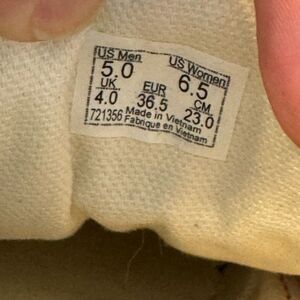 US Men US Women
5.0 6.5
UK EUR CM
4.0 36.5 23.0
721356 Made in Vietnam
Fabrique en Vietnam